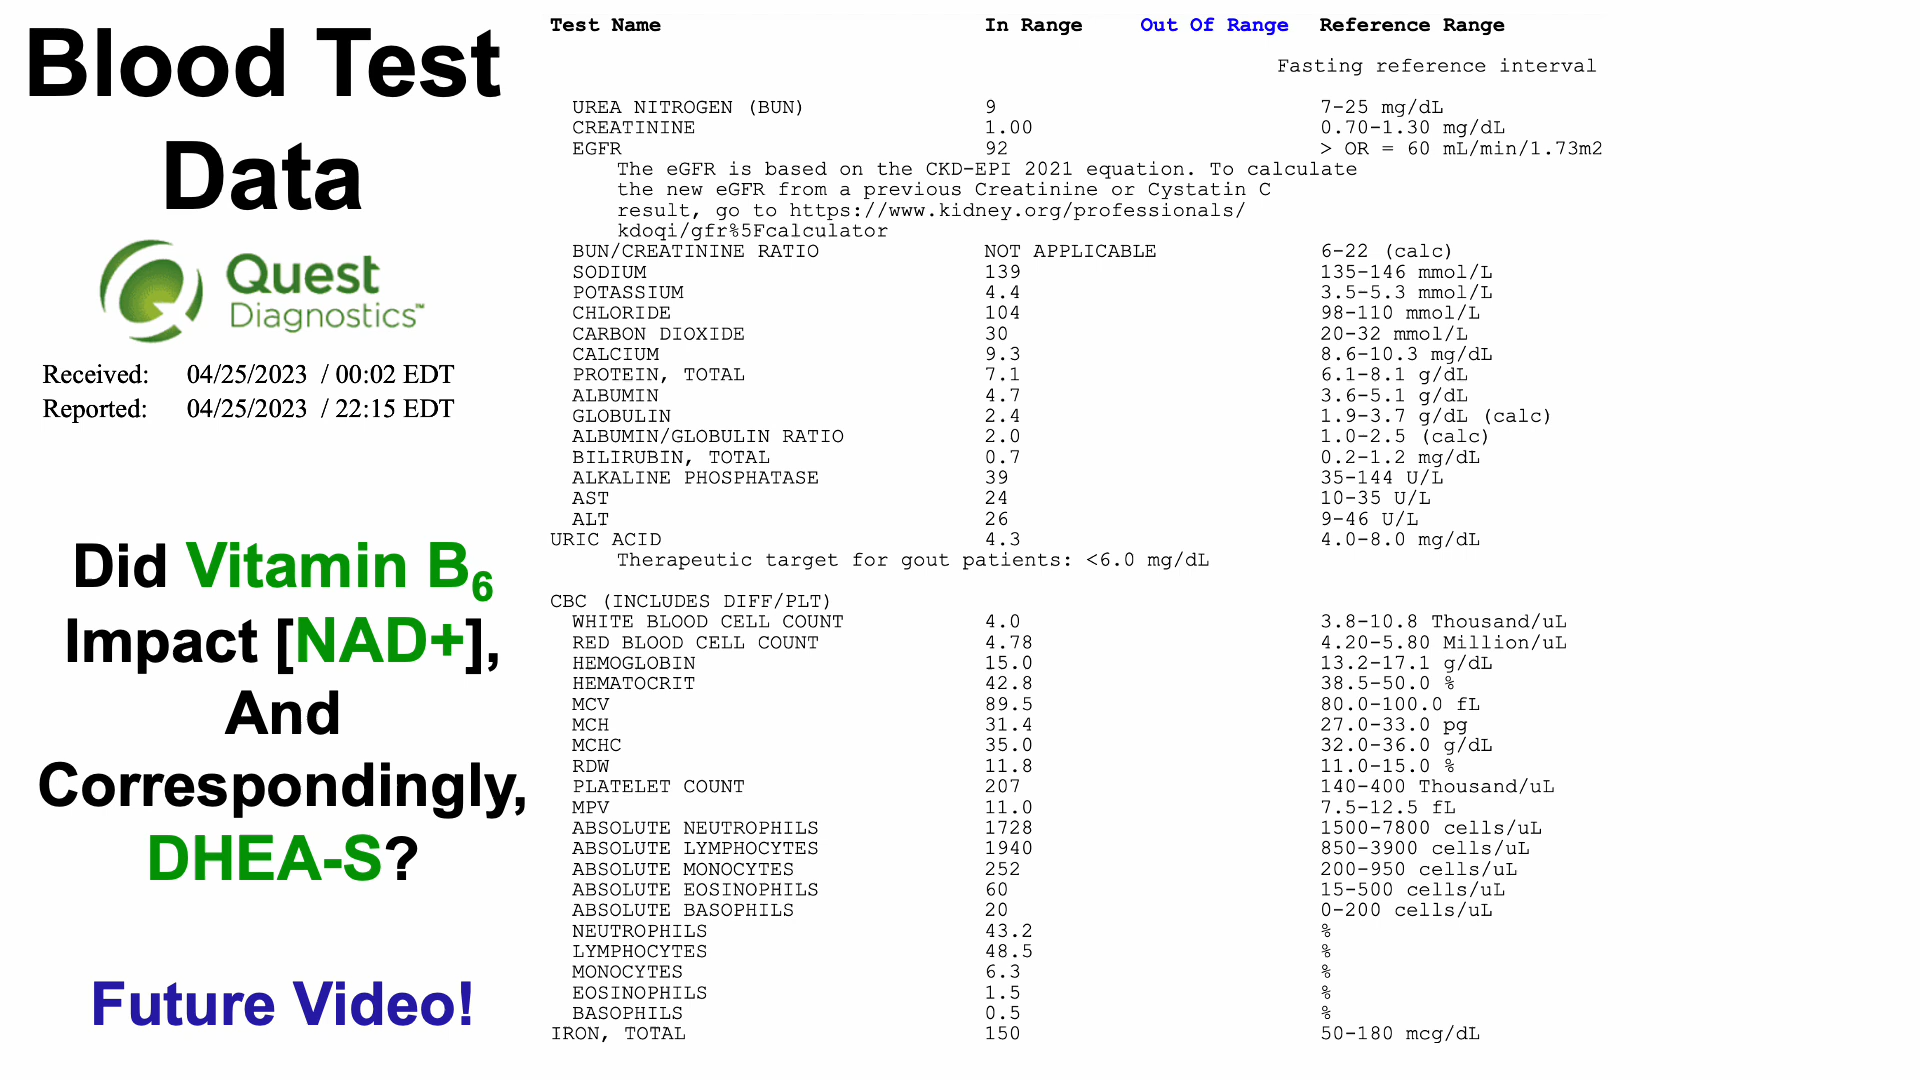 Blood Test
Data
Quest
Diagnostics™
Received: 04/25/2023 / 00:02 EDT
Reported: 04/25/2023 / 22:15 EDT
Did Vitamin B6
Impact [NAD+],
And
Correspondingly,
DHEA-S?
Future Video!
Test Name In Range Out Of Range Reference Range
Fasting reference interval
UREA NITROGEN (BUN) 9 7-25 mg/dL
CREATININE 1.00 0.70-1.30 mg/dL
EGFR 92 > OR = 60 mL/min/1.73m2
The eGFR is based on the CKD-EPI 2021 equation. To calculate
the new eGFR from a previous Creatinine or Cystatin C
result, go to https://www.kidney.org/professionals/
kdoqi/gfr%5Fcalculator
BUN/CREATININE RATIO NOT APPLICABLE 6-22 (calc)
SODIUM 139 135-146 mmol/L
POTASSIUM 4.4 3.5-5.3 mmol/L
CHLORIDE 104 98-110 mmol/L
CARBON DIOXIDE 30 20-32 mmol/L
CALCIUM 9.3 8.6-10.3 mg/dL
PROTEIN, TOTAL 7.1 6.1-8.1 g/dL
ALBUMIN 4.7 3.6-5.1 g/dL
GLOBULIN 2.4 1.9-3.7 g/dL (calc)
ALBUMIN/GLOBULIN RATIO 2.0 1.0-2.5 (calc)
BILIRUBIN, TOTAL 0.7 0.2-1.2 mg/dL
ALKALINE PHOSPHATASE 39 35-144 U/L
AST 24 10-35 U/L
ALT 26 9-46 U/L
URIC ACID 4.3 4.0-8.0 mg/dL
Therapeutic target for gout patients: <6.0 mg/dL
CBC (INCLUDES DIFF/PLT)
WHITE BLOOD CELL COUNT 4.0 3.8-10.8 Thousand/uL
RED BLOOD CELL COUNT 4.78 4.20-5.80 Million/uL
HEMOGLOBIN 15.0 13.2-17.1 g/dL
HEMATOCRIT 42.8 38.5-50.0 %
MCV 89.5 80.0-100.0 fL
MCH 31.4 27.0-33.0 pg
MCHC 35.0 32.0-36.0 g/dL
RDW 11.8 11.0-15.0 %
PLATELET COUNT 207 140-400 Thousand/uL
MPV 11.0 7.5-12.5 fL
ABSOLUTE NEUTROPHILS 1728 1500-7800 cells/uL
ABSOLUTE LYMPHOCYTES 1940 850-3900 cells/uL
ABSOLUTE MONOCYTES 252 200-950 cells/uL
ABSOLUTE EOSINOPHILS 60 15-500 cells/uL
ABSOLUTE BASOPHILS 20 0-200 cells/uL
NEUTROPHILS 43.2 %
LYMPHOCYTES 48.5 %
MONOCYTES 6.3 %
EOSINOPHILS 1.5 %
BASOPHILS 0.5 %
IRON, TOTAL 150 50-180 mcg/dL